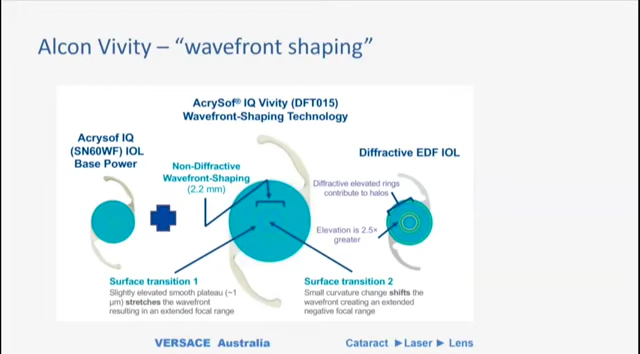 Alcon Vivity – “wavefront shaping”
AcrySof® IQ Vivity (DFT015)
Wavefront-Shaping Technology
Acrysof IQ
(SN60WF) IOL
Base Power
Non-Diffractive
Wavefront-Shaping
(2.2 mm)
Diffractive EDF IOL
Diffractive elevated rings
contribute to halos
Elevation is 2.5×
greater
Surface transition 1
Slightly elevated smooth plateau (~1
μm) stretches the wavefront
resulting in an extended focal range
Surface transition 2
Small curvature change shifts the
wavefront creating an extended
negative focal range
VERSACE Australia
Cataract ►Laser ► Lens